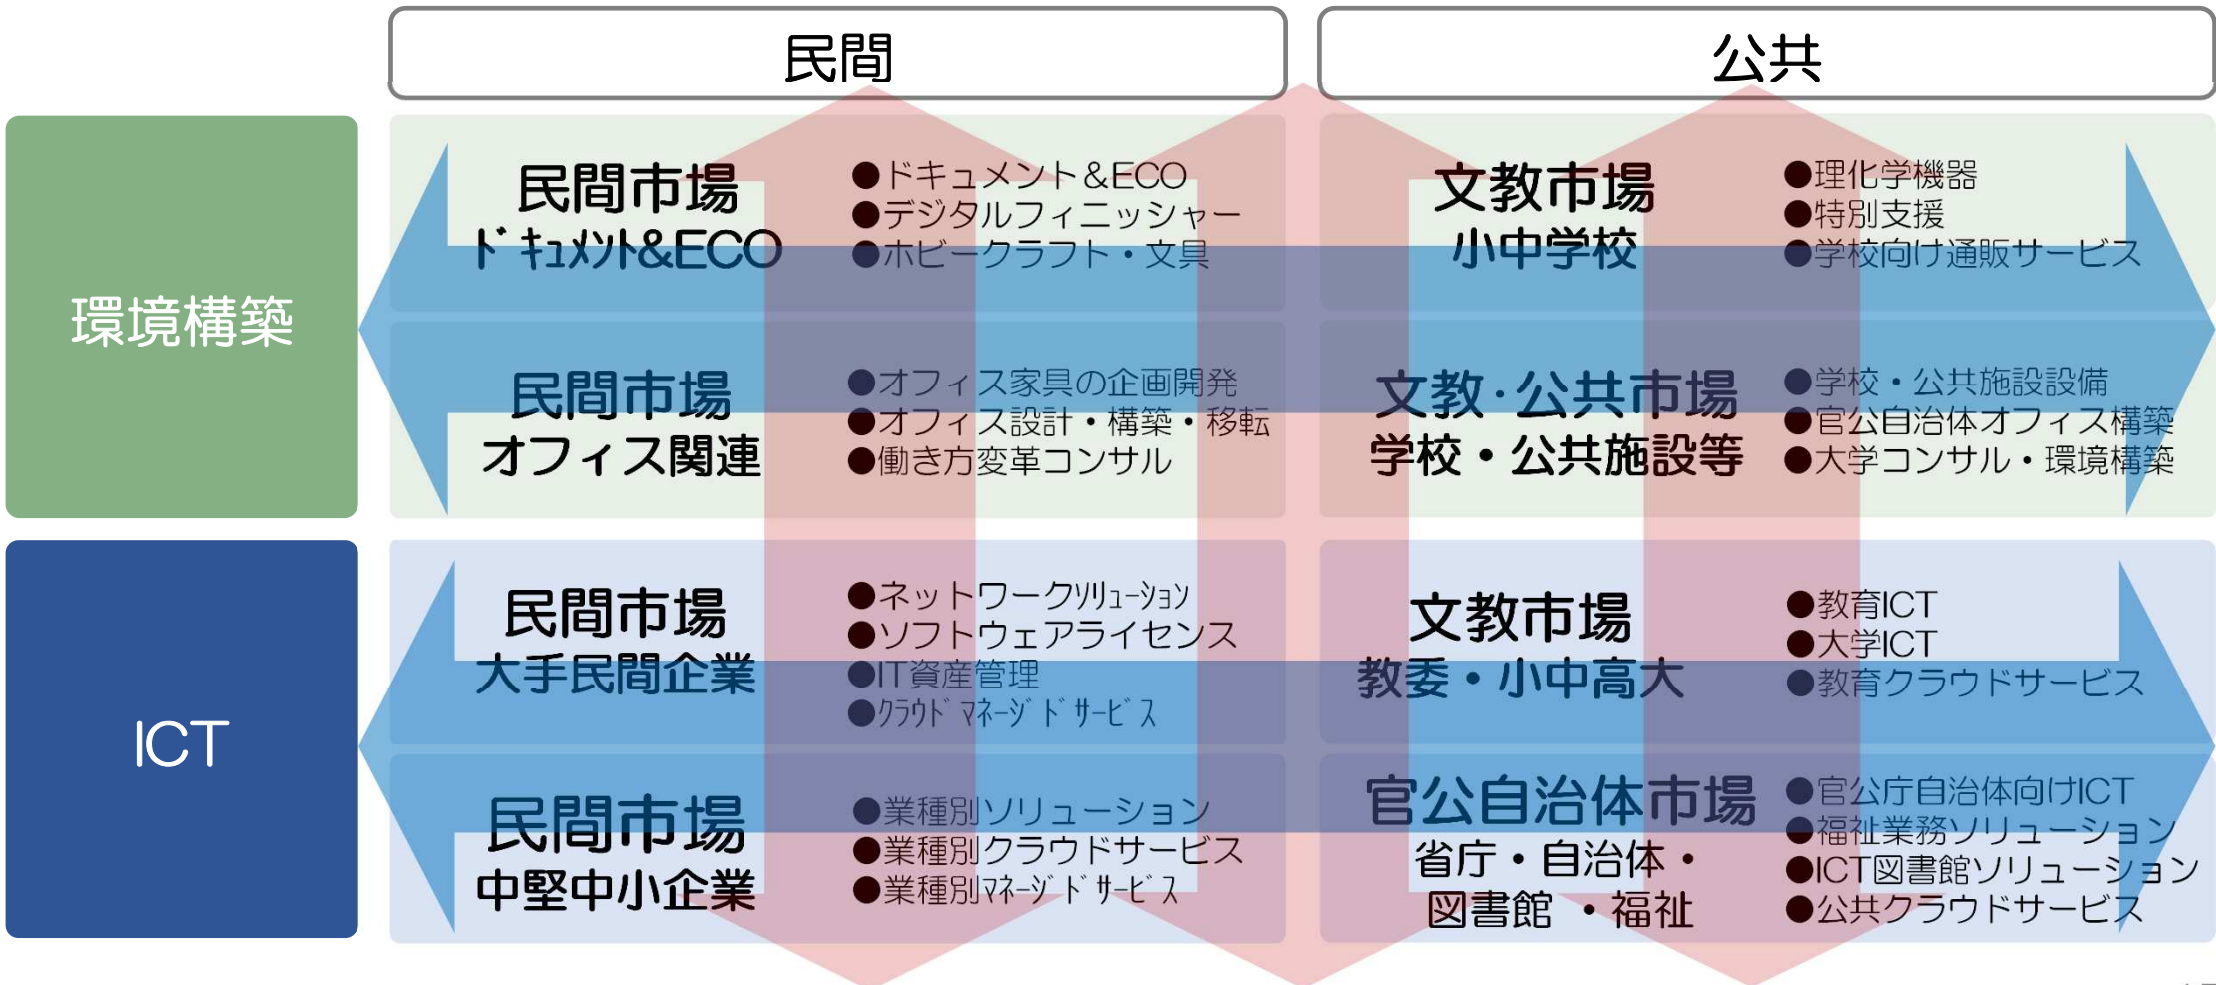 民間
公共
環境構築
民間市場
ﾄﾞｷｭﾒﾝﾄ&ECO
●ドキュメント&ECO
●デジタルフィニッシャー
●ホビークラフト・文具
文教市場
小中学校
●理化学機器
●特別支援
●学校向け通販サービス
民間市場
オフィス関連
●オフィス家具の企画開発
●オフィス設計・構築・移転
●働き方変革コンサル
文教・公共市場
学校・公共施設等
●学校・公共施設設備
●官公自治体オフィス構築
●大学コンサル・環境構築
ICT
民間市場
大手民間企業
●ネットワークｿﾘｭｰｼｮﾝ
●ソフトウェアライセンス
●IT資産管理
●ｸﾗｳﾄﾞﾏﾈｰｼﾞﾄﾞｻｰﾋﾞｽ
文教市場
教委・小中高大
●教育ICT
●大学ICT
●教育クラウドサービス
民間市場
中堅中小企業
●業種別ソリューション
●業種別クラウドサービス
●業種別ﾏﾈｰｼﾞﾄﾞｻｰﾋﾞｽ
官公自治体市場
省庁・自治体・
図書館・福祉
●官公庁自治体向けICT
●福祉業務ソリューション
●ICT図書館ソリューション
●公共クラウドサービス